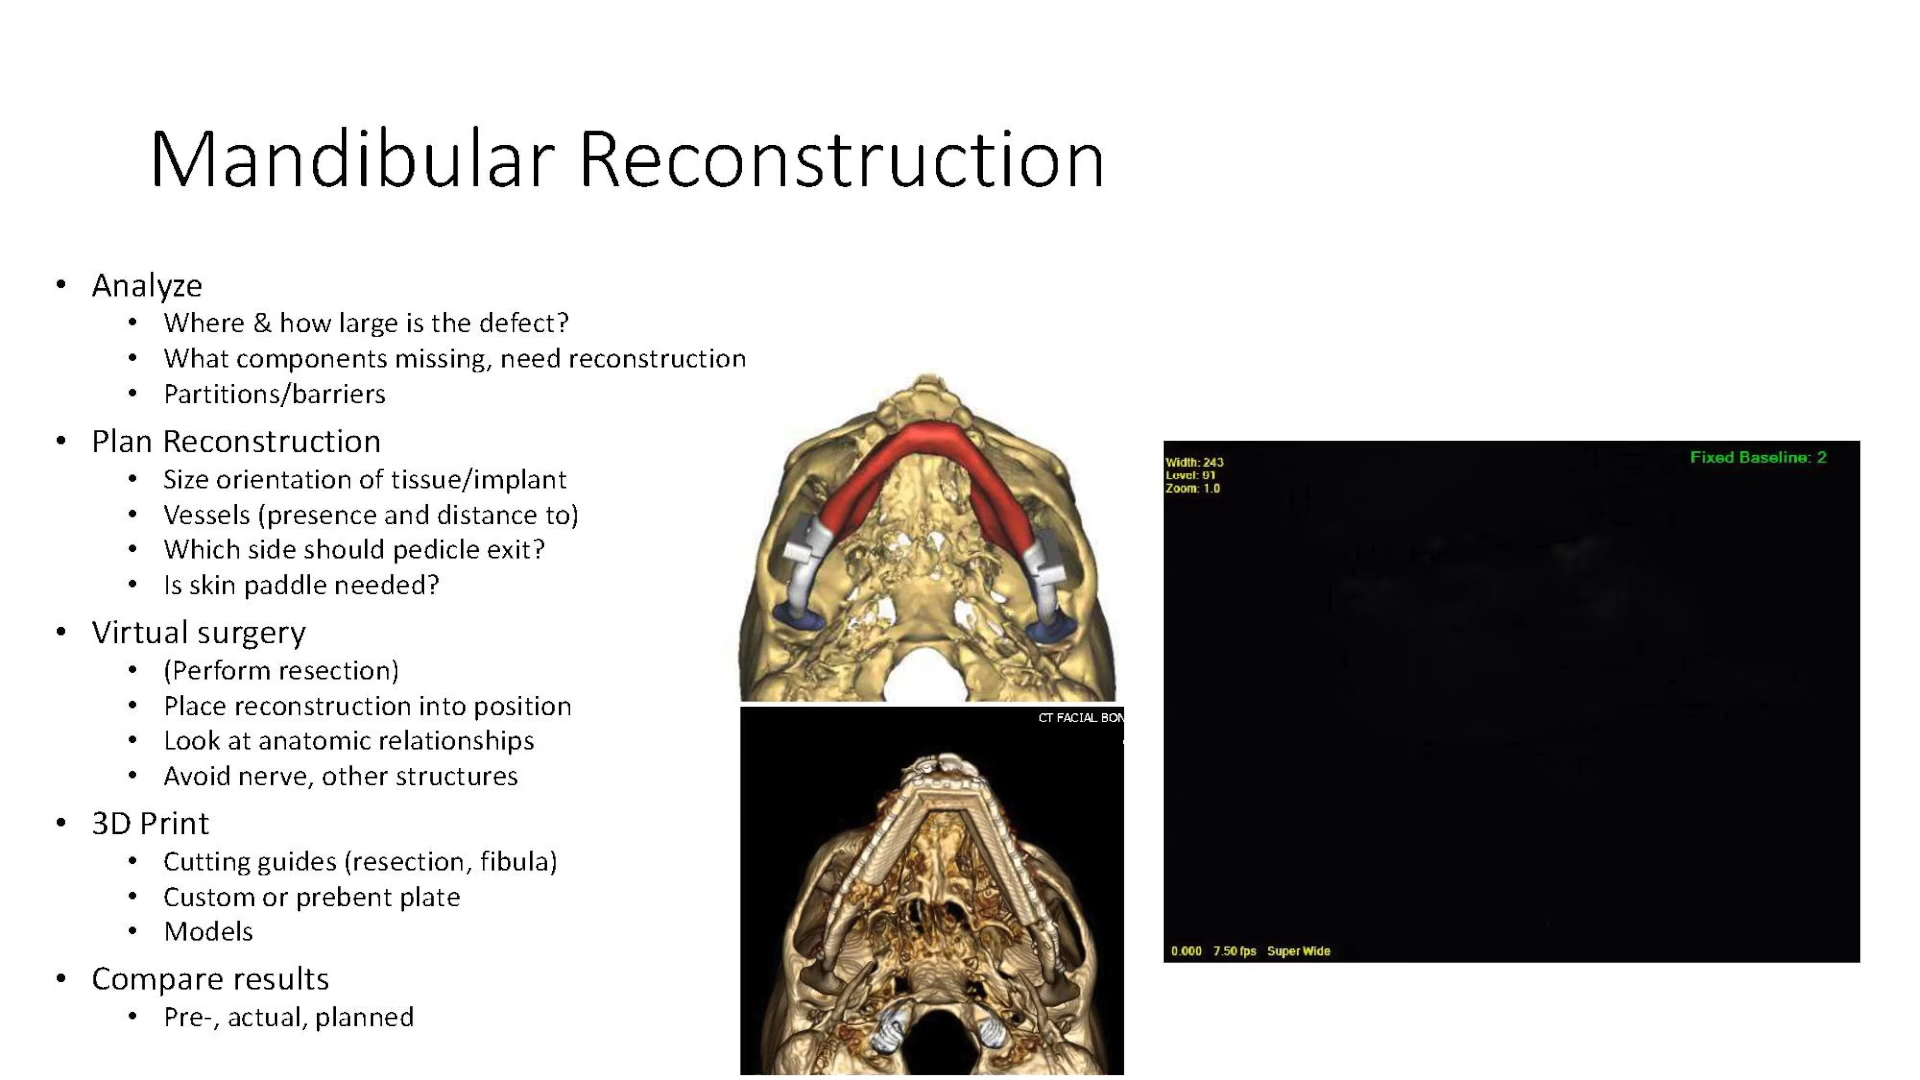 Mandibular Reconstruction
• Analyze
• Where & how large is the defect?
• What components missing, need reconstruction
• Partitions/barriers
• Plan Reconstruction
• Size orientation of tissue/implant
• Vessels (presence and distance to)
• Which side should pedicle exit?
• Is skin paddle needed?
• Virtual surgery
• (Perform resection)
• Place reconstruction into position
• Look at anatomic relationships
• Avoid nerve, other structures
• 3D Print
• Cutting guides (resection, fibula)
• Custom or prebent plate
• Models
• Compare results
• Pre-, actual, planned
CT FACIAL BON
Width: 243
Level: 91
Zoom: 1.0
Fixed Baseline: 2
0.000 7.50 fps Super Wide